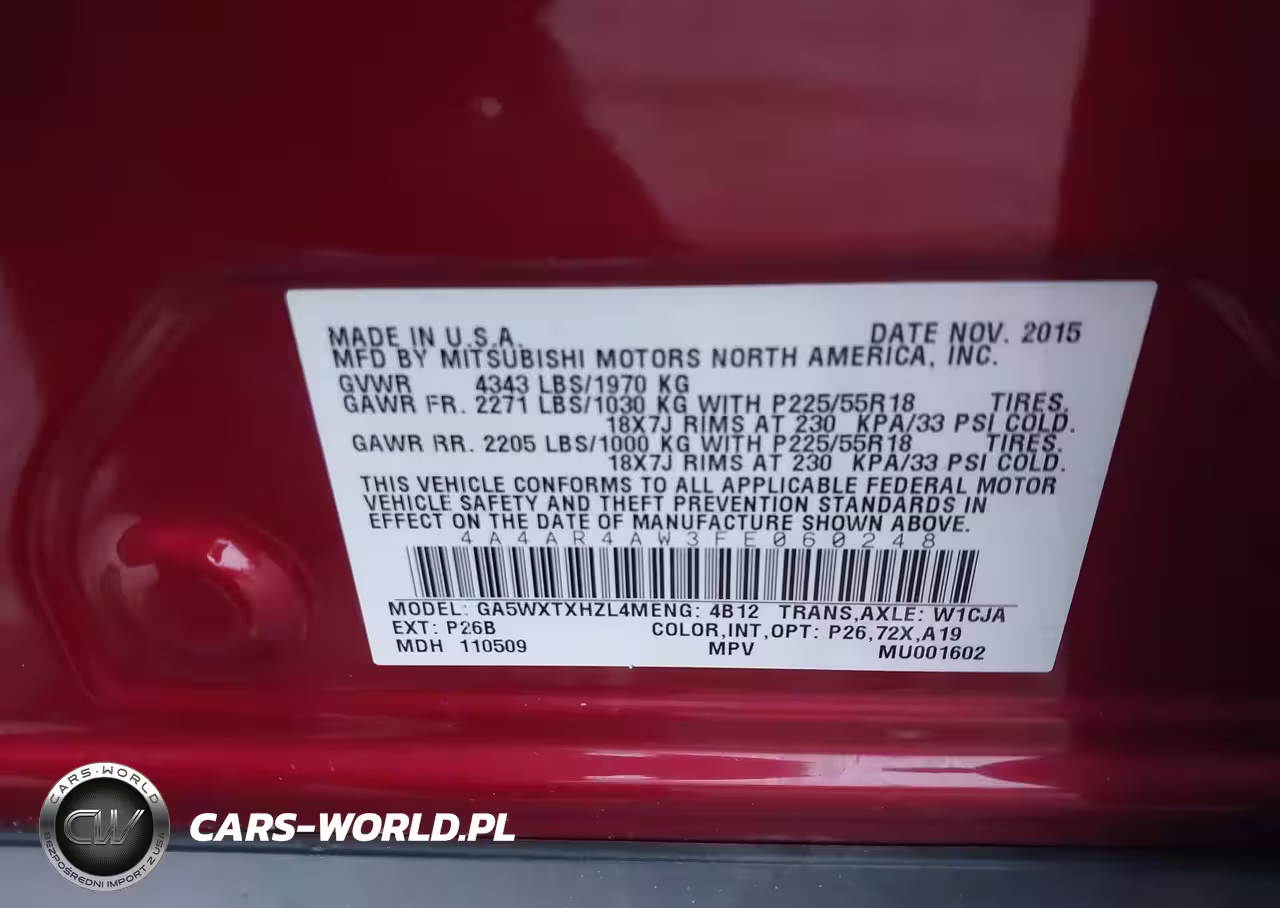 MADE IN U.S.A. DATE NOV. 2015
MFD BY MITSUBISHI MOTORS NORTH AMERICA, INC.
GVWR 4343 LBS/1970 KG
GAWR FR. 2271 LBS/1030 KG WITH P225/55R18 TIRES,
18X7J RIMS AT 230 KPA/33 PSI COLD.
GAWR RR. 2205 LBS/1000 KG WITH P225/55R18 TIRES.
18X7J RIMS AT 230 KPA/33 PSI COLD.
THIS VEHICLE CONFORMS TO ALL APPLICABLE FEDERAL MOTOR
VEHICLE SAFETY AND THEFT PREVENTION STANDARDS IN
EFFECT ON THE DATE OF MANUFACTURE SHOWN ABOVE.
4A4AR4AW3FE060248
MODEL: GA5WXTXHZL4MENG: 4B12 TRANS,AXLE: W1CJA
EXT: P26B COLOR,INT,OPT: P26,72X,A19
MDH 110509 MPV MU001602
CARS-WORLD
CW
BEZPOŚREDNI IMPORT Z USA
CARS-WORLD.PL